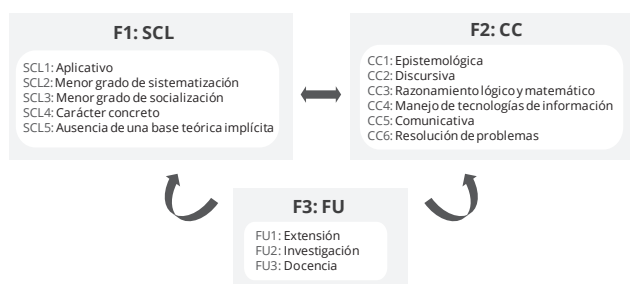 F1: SCL
SCL1: Aplicativo
SCL2: Menor grado de sistematización
SCL3: Menor grado de socialización
SCL4: Carácter concreto
SCL5: Ausencia de una base teórica implícita
F2: CC
CC1: Epistemológica
CC2: Discursiva
CC3: Razonamiento lógico y matemático
CC4: Manejo de tecnologías de información
CC5: Comunicativa
CC6: Resolución de problemas
F3: FU
FU1: Extensión
FU2: Investigación
FU3: Docencia